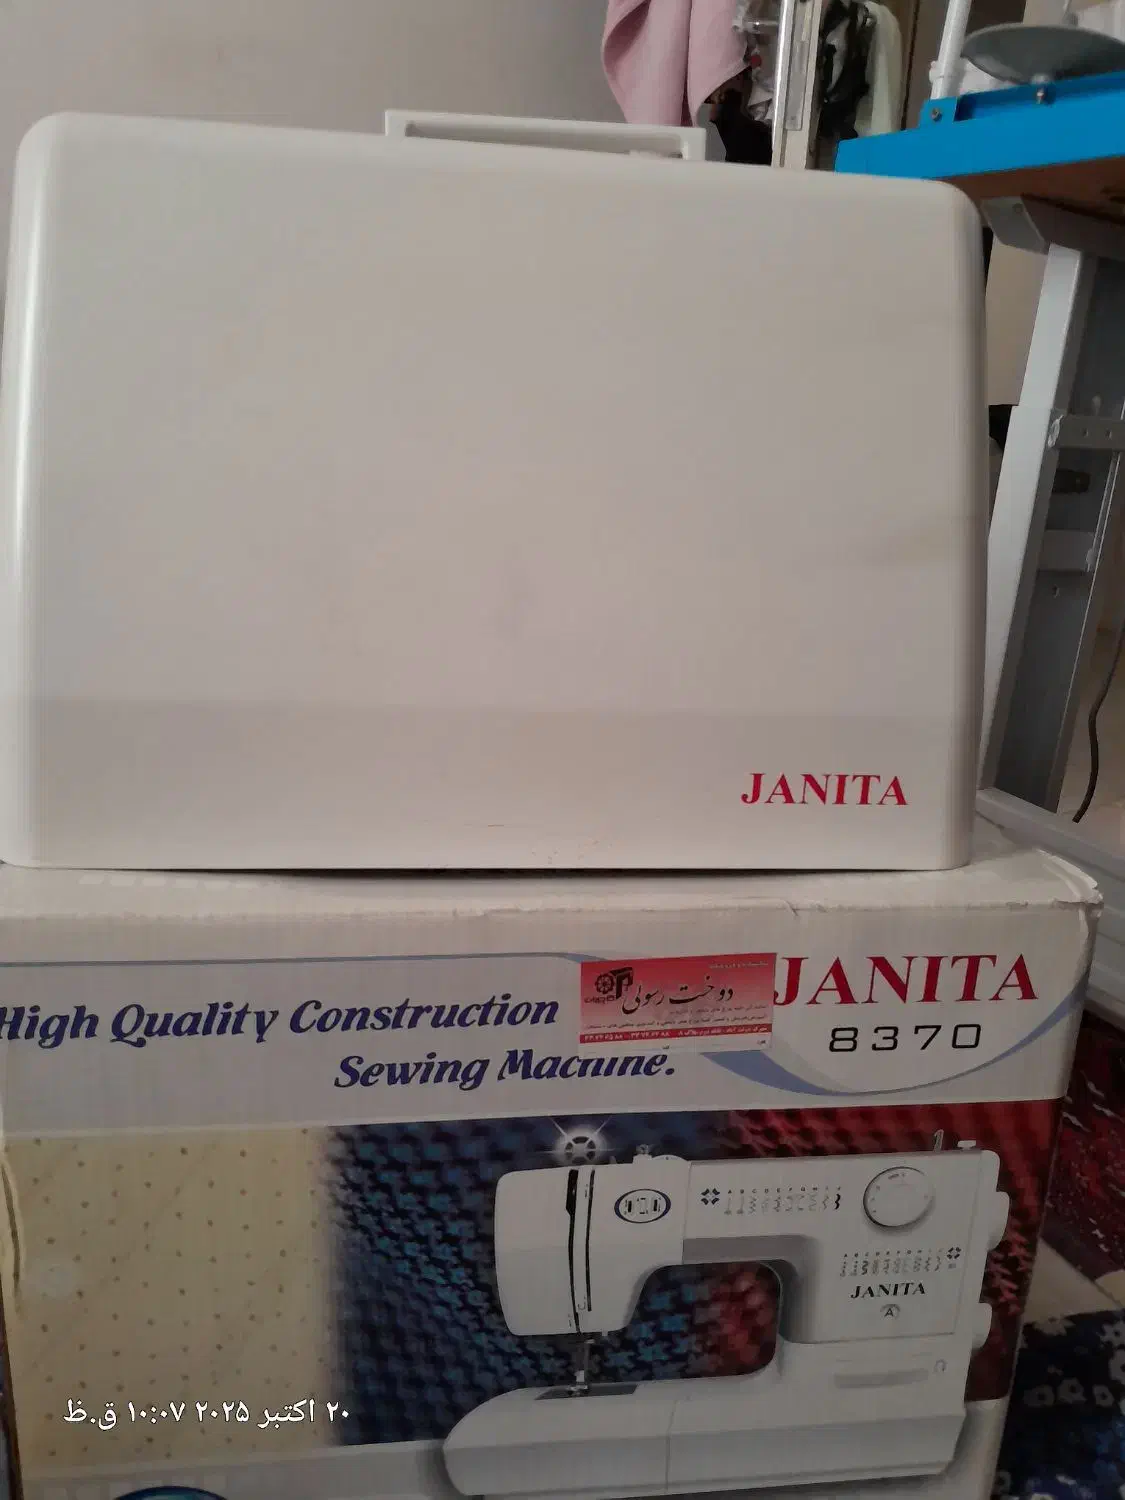 JANITA
High Quality Construction
Sewing Machine.
دوخت رسولی
JANITA
8370
JANITA
A
۲۰ اکتبر ۲۰۲۵ ۱۰:۰۷ ق.ظ